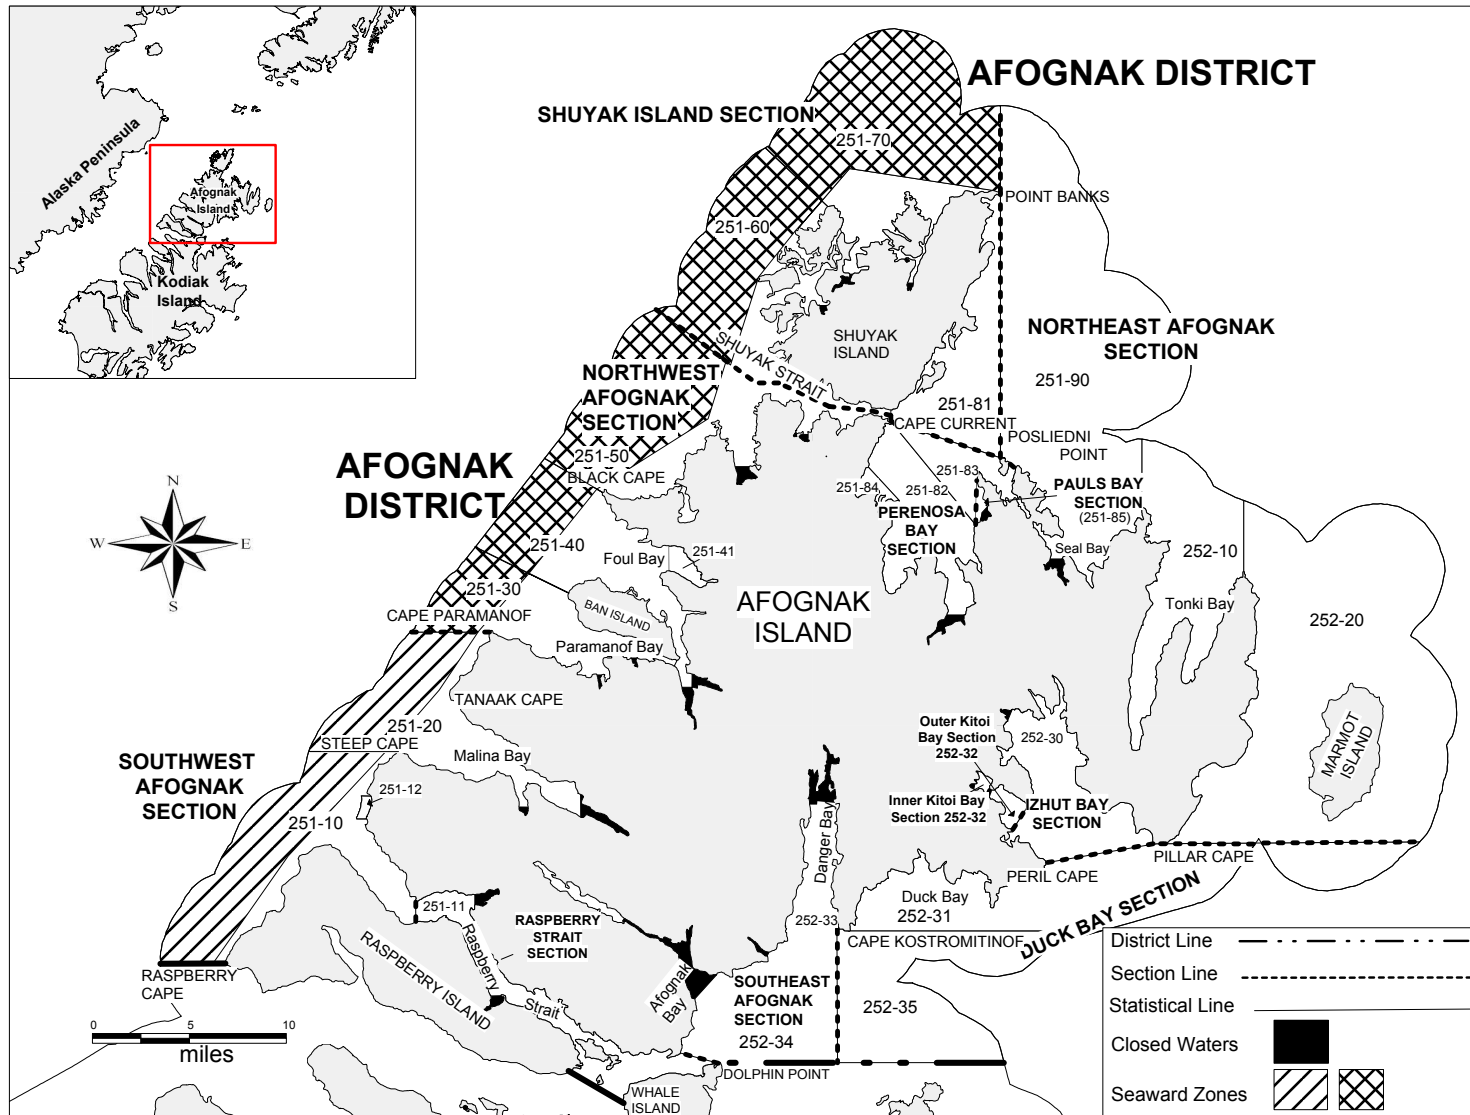 Alaska Peninsula
Afognak
Island
Kodiak
Island
AFOGNAK DISTRICT
SHUYAK ISLAND SECTION
251-70
POINT BANKS
251-60
NORTHEAST AFOGNAK
SECTION
SHUYAK
ISLAND
SHUYAK STRAIT
251-90
NORTHWEST
AFOGNAK
SECTION
251-81
CAPE CURRENT
POSLIEDNI
POINT
251-50
BLACK CAPE
AFOGNAK
DISTRICT
251-83
251-84
251-82
PAULS BAY
SECTION
(251-85)
PERENOSA
BAY
SECTION
N
W
E
S
251-40
Foul Bay
251-41
Seal Bay
252-10
251-30
CAPE PARAMANOF
BAN ISLAND
AFOGNAK
ISLAND
Tonki Bay
252-20
Paramanof Bay
TANAAK CAPE
251-20
STEEP CAPE
Malina Bay
SOUTHWEST
AFOGNAK
SECTION
Outer Kitoi
Bay Section
252-32
252-30
MARMOT
ISLAND
251-12
251-10
Inner Kitoi Bay
Section 252-32
IZHUT BAY
SECTION
Danger Bay
PILLAR CAPE
PERIL CAPE
Duck Bay
252-31
DUCK BAY SECTION
251-11
RASPBERRY
STRAIT
SECTION
252-33
CAPE KOSTROMITINOF
Raspberry
Strait
RASPBERRY ISLAND
RASPBERRY
CAPE
Afognak
Bay
SOUTHEAST
AFOGNAK
SECTION
252-34
252-35
0 5 10
miles
DOLPHIN POINT
WHALE
ISLAND
District Line
Section Line
Statistical Line
Closed Waters
Seaward Zones